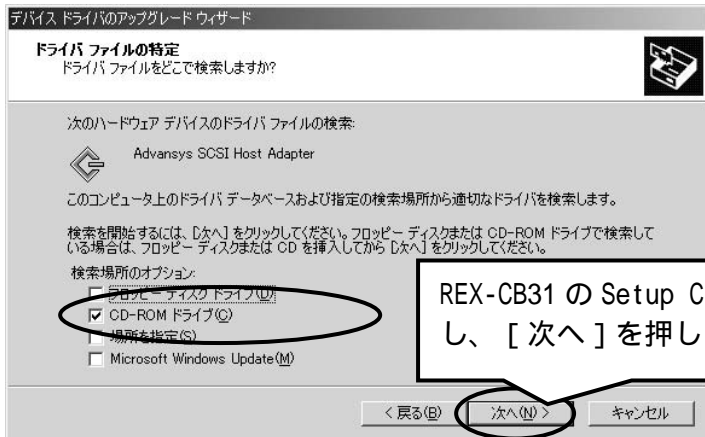 デバイス ドライバのアップグレード ウィザード
ドライバ ファイルの特定
ドライバ ファイルをどこで検索しますか?
次のハードウェア デバイスのドライバ ファイルの検索:
Advansys SCSI Host Adapter
このコンピュータ上のドライバ データベースおよび指定の検索場所から適切なドライバを検索します。
検索を開始するには、[次へ] をクリックしてください。フロッピー ディスクまたは CD-ROM ドライブで検索して
いる場合は、フロッピー ディスクまたは CD を挿入してから [次へ] をクリックしてください。
検索場所のオプション:
フロッピー ディスク ドライブ(D)
CD-ROM ドライブ(C)
場所を指定(S)
Microsoft Windows Update(M)
REX-CB31 の Setup C
し、 [ 次へ ] を押し
< 戻る(B)
次へ(N) >
キャンセル